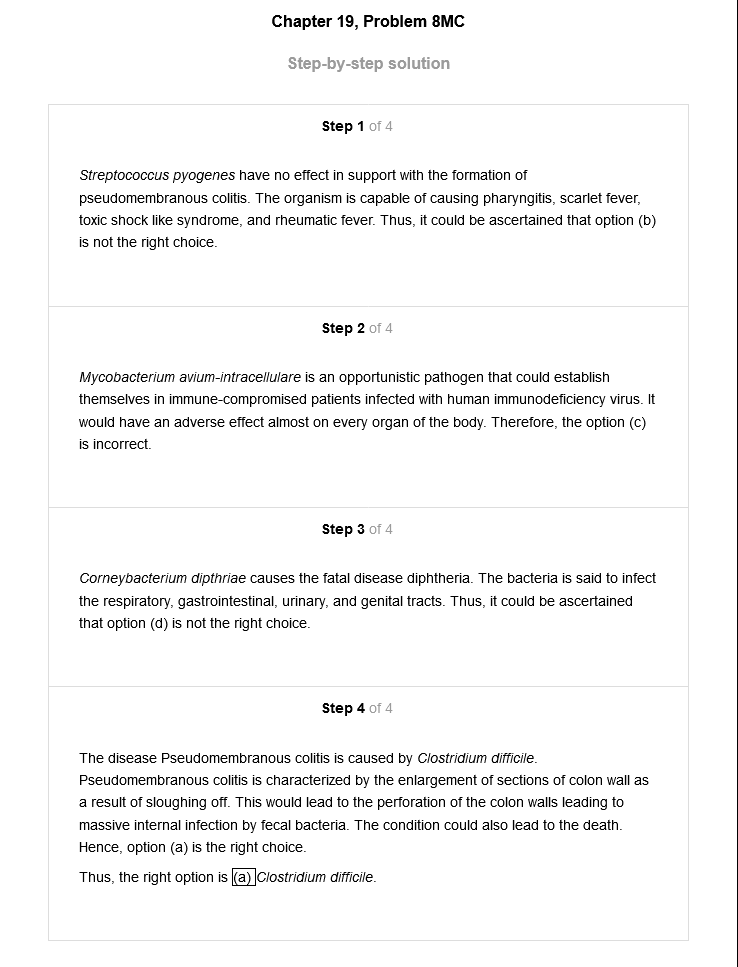 Chapter 19, Problem 8MC
Step-by-step solution
Step 1 of 4
Streptococcus pyogenes have no effect in support with the formation of
pseudomembranous colitis. The organism is capable of causing pharyngitis, scarlet fever,
toxic shock like syndrome, and rheumatic fever. Thus, it could be ascertained that option (b)
is not the right choice.
Step 2 of 4
Mycobacterium avium-intracellulare is an opportunistic pathogen that could establish
themselves in immune-compromised patients infected with human immunodeficiency virus. It
would have an adverse effect almost on every organ of the body. Therefore, the option (c)
is incorrect.
Step 3 of 4
Corneybacterium dipthriae causes the fatal disease diphtheria. The bacteria is said to infect
the respiratory, gastrointestinal, urinary, and genital tracts. Thus, it could be ascertained
that option (d) is not the right choice.
Step 4 of 4
The disease Pseudomembranous colitis is caused by Clostridium difficile.
Pseudomembranous colitis is characterized by the enlargement of sections of colon wall as
a result of sloughing off. This would lead to the perforation of the colon walls leading to
massive internal infection by fecal bacteria. The condition could also lead to the death.
Hence, option (a) is the right choice.
Thus, the right option is (a) Clostridium difficile.